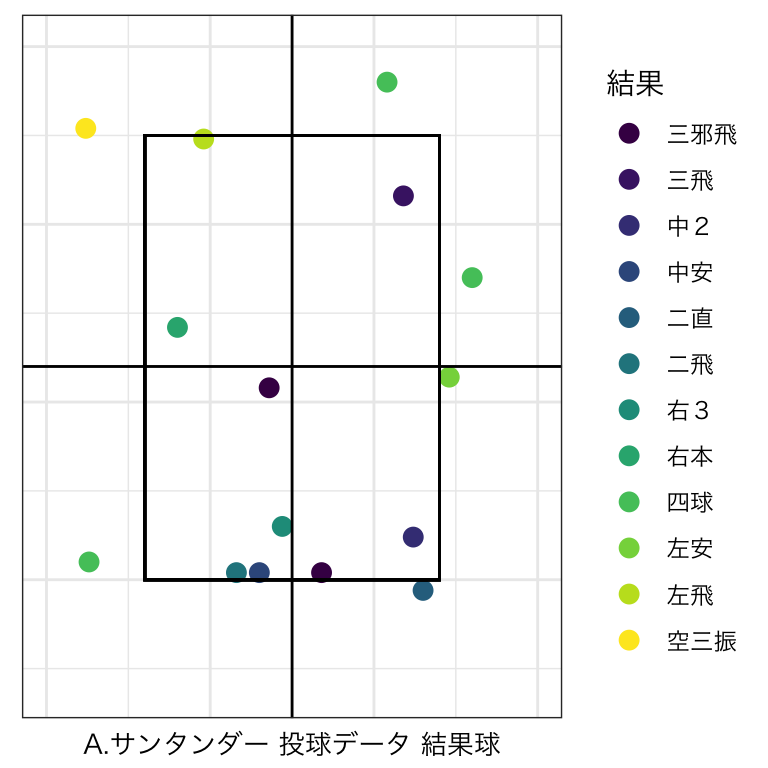 結果
三邪飛
三飛
中２
中安
二直
二飛
右３
右本
四球
左安
左飛
空三振
A.サンタンダー 投球データ 結果球